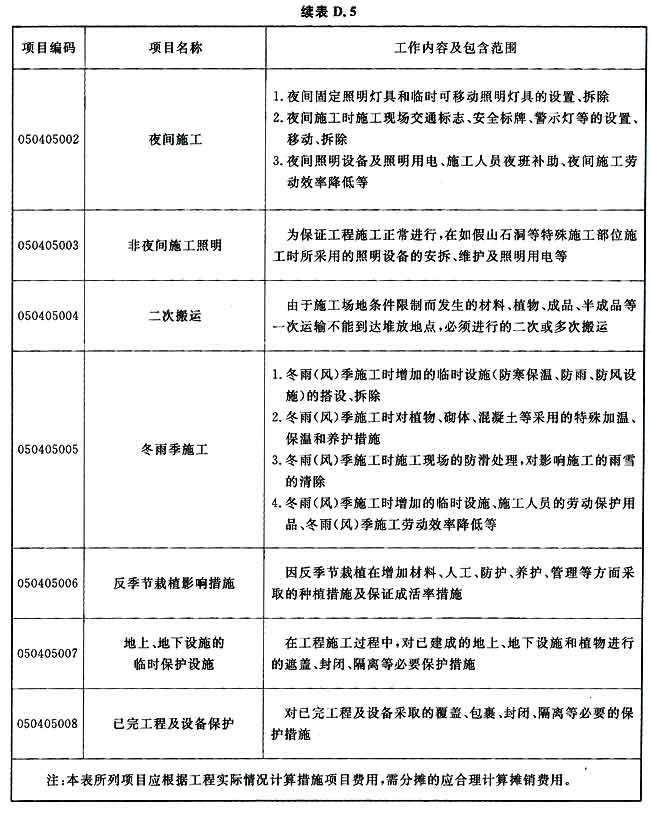 续表 D.5
项目编码 项目名称 工作内容及包含范围
050405002 夜间施工
1. 夜间固定照明灯具和临时可移动照明灯具的设置、拆除
2. 夜间施工时施工现场交通标志、安全标牌、警示灯等的设置、
移动、拆除
3. 夜间照明设备及照明用电、施工人员夜班补助、夜间施工劳
动效率降低等
050405003 非夜间施工照明
为保证工程施工正常进行,在如假山石洞等特殊施工部位施
工时所采用的照明设备的安拆、维护及照明用电等
050405004 二次搬运
由于施工场地条件限制而发生的材料、植物、成品、半成品等
一次运输不能到达堆放地点,必须进行的二次或多次搬运
050405005 冬雨季施工
1. 冬雨(风)季施工时增加的临时设施(防寒保温、防雨、防风设
施)的搭设、拆除
2. 冬雨(风)季施工时对植物、砌体、混凝土等采用的特殊加温、
保温和养护措施
3. 冬雨(风)季施工时施工现场的防滑处理,对影响施工的雨雪
的清除
4. 冬雨(风)季施工时增加的临时设施、施工人员的劳动保护用
品、冬雨(风)季施工劳动效率降低等
050405006 反季节栽植影响措施
因反季节栽植在增加材料、人工、防护、养护、管理等方面采
取的种植措施及保证成活率措施
050405007 地上、地下设施的
临时保护设施
在工程施工过程中,对已建成的地上、地下设施和植物进行
的遮盖、封闭、隔离等必要保护措施
050405008 已完工程及设备保护
对已完工程及设备采取的覆盖、包裹、封闭、隔离等必要的保
护措施
注:本表所列项目应根据工程实际情况计算措施项目费用,需分摊的应合理计算摊销费用。